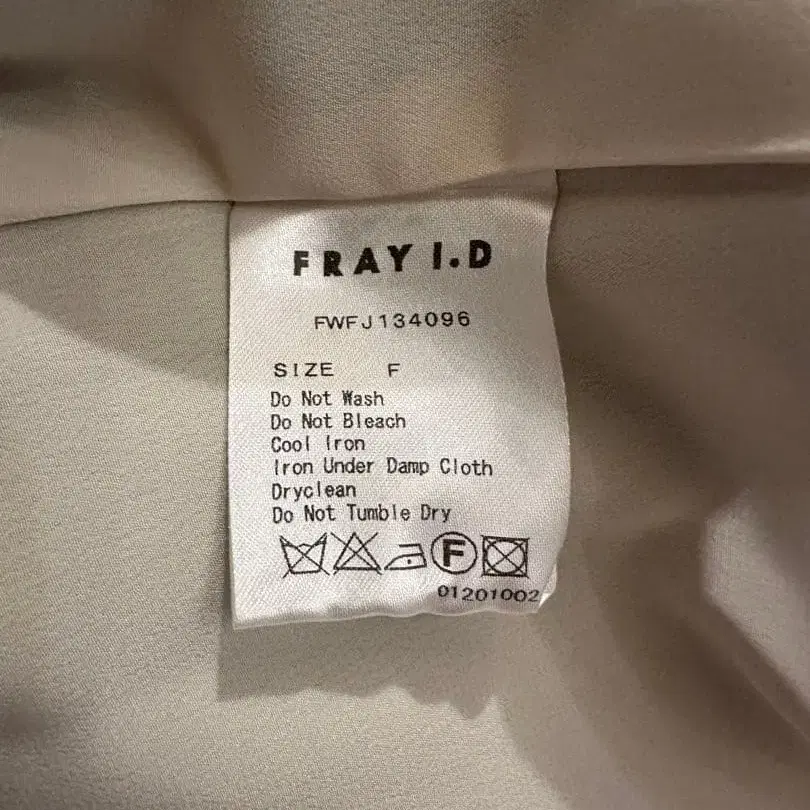 FRAY I.D
FWFJ134096
SIZE F
Do Not Wash
Do Not Bleach
Cool Iron
Iron Under Damp Cloth
Dryclean
Do Not Tumble Dry
F
01201002